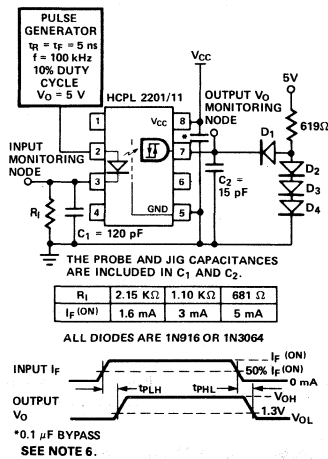 PULSE
GENERATOR
tR = tF = 5 ns
f = 100 kHz
10% DUTY
CYCLE
VO = 5 V
VCC
HCPL 2201/11
OUTPUT VO
MONITORING
NODE
5V
619Ω
INPUT
MONITORING
NODE
1
2
3
4
VCC
GND
8
7
6
5
*
D1
D2
D3
D4
C2 =
15 pF
RI
C1 = 120 pF
THE PROBE AND JIG CAPACITANCES
ARE INCLUDED IN C1 AND C2.
RI 2.15 KΩ 1.10 KΩ 681 Ω
IF (ON) 1.6 mA 3 mA 5 mA
ALL DIODES ARE 1N916 OR 1N3064
INPUT IF
IF (ON)
50% IF (ON)
0 mA
tPLH
tPHL
OUTPUT
VO
VOH
1.3V
VOL
*0.1 μF BYPASS
SEE NOTE 6.